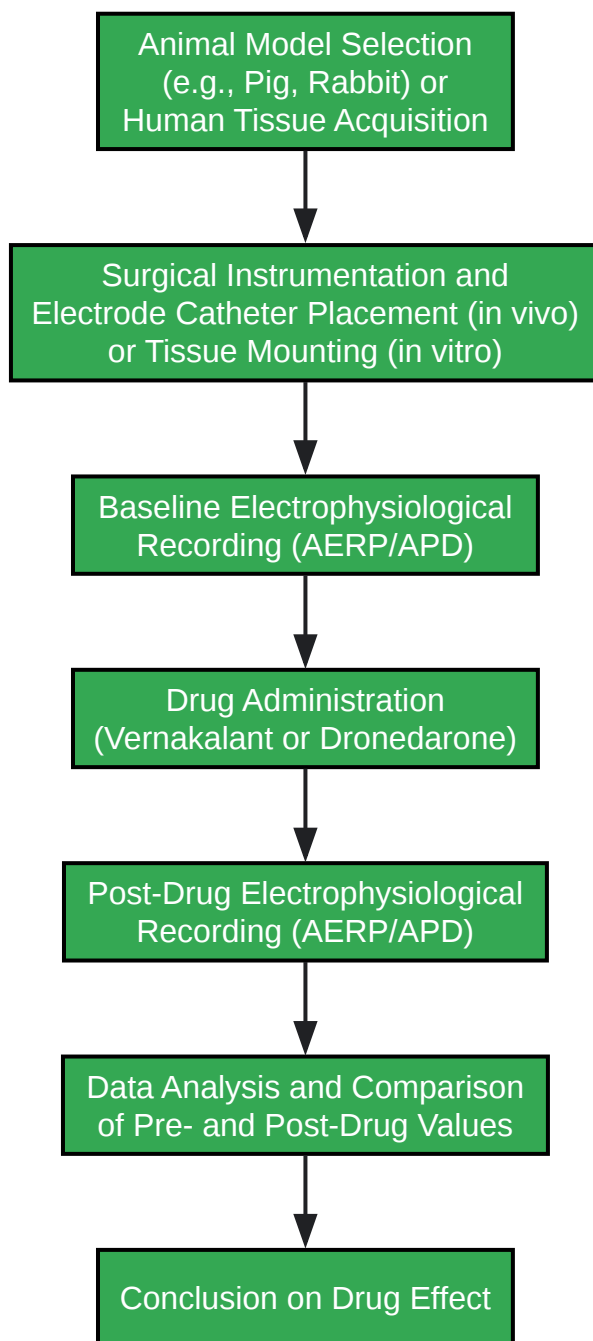 Animal Model Selection
(e.g., Pig, Rabbit) or
Human Tissue Acquisition
Surgical Instrumentation and
Electrode Catheter Placement (in vivo)
or Tissue Mounting (in vitro)
Baseline Electrophysiological
Recording (AERP/APD)
Drug Administration
(Vernakalant or Dronedarone)
Post-Drug Electrophysiological
Recording (AERP/APD)
Data Analysis and Comparison
of Pre- and Post-Drug Values
Conclusion on Drug Effect